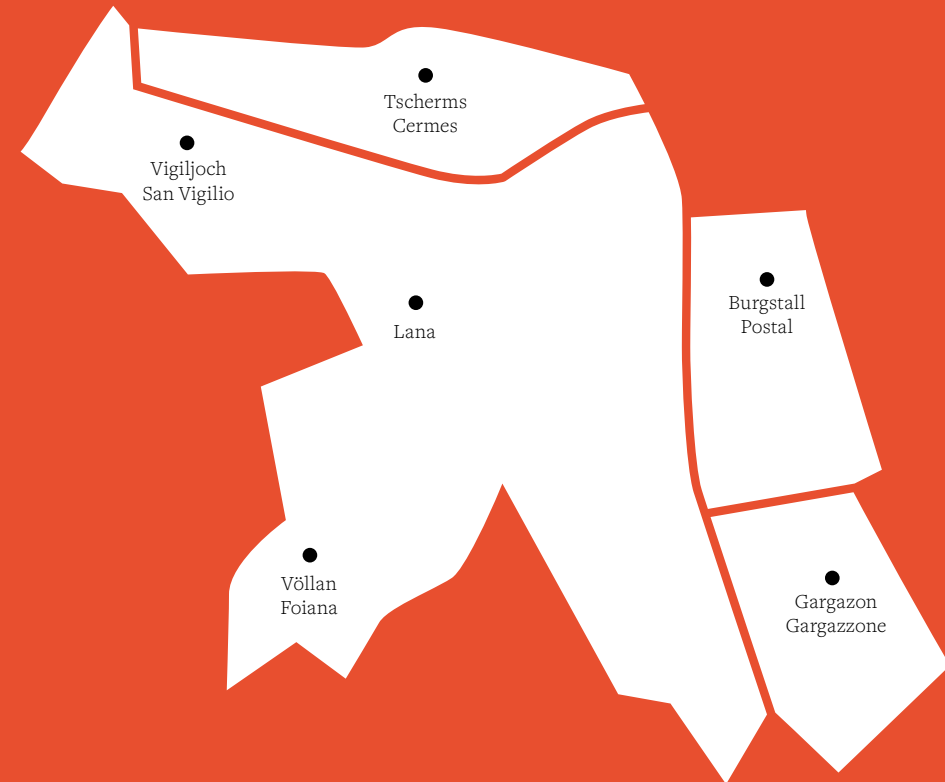 Tscherms
Cermes
Vigiljoch
San Vigilio
Lana
Burgstall
Postal
Völlan
Foiana
Gargazon
Gargazzone